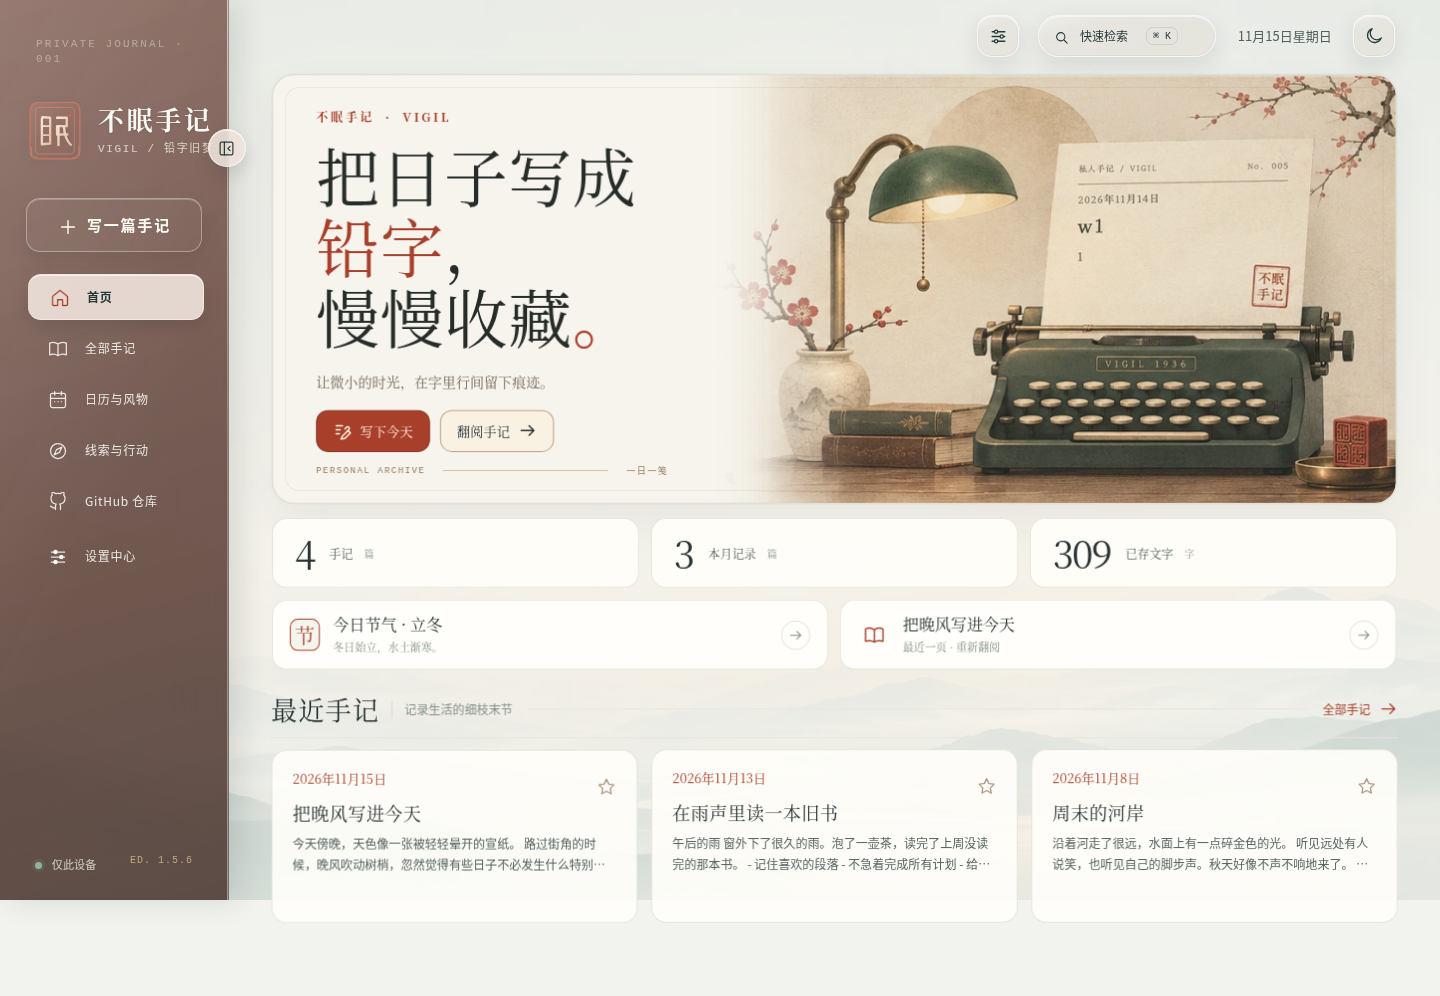 PRIVATE JOURNAL ·
001
眠
不眠手记
VIGIL / 铅字旧梦
写一篇手记
首页
全部手记
日历与风物
线索与行动
GitHub 仓库
设置中心
仅此设备
ED. 1.5.6
快速检索
⌘ K
11月15日星期日
不眠手记 · VIGIL
把日子写成
铅字，
慢慢收藏。
让微小的时光，在字里行间留下痕迹。
写下今天
翻阅手记
PERSONAL ARCHIVE
一日一笺
私人手记 / VIGIL
No. 005
2026年11月14日
w1
1
不眠
手记
VIGIL 1936
4 手记 篇
3 本月记录 篇
309 已存文字 字
节
今日节气 · 立冬
冬日始立，水土渐寒。
把晚风写进今天
最近一页 · 重新翻阅
最近手记
记录生活的细枝末节
全部手记
2026年11月15日
把晚风写进今天
今天傍晚，天色像一张被轻轻晕开的宣纸。 路过街角的时
候，晚风吹动树梢，忽然觉得有些日子不必发生什么特别…
2026年11月13日
在雨声里读一本旧书
午后的雨 窗外下了很久的雨。泡了一壶茶，读完了上周没读
完的那本书。 - 记住喜欢的段落 - 不急着完成所有计划 - 给…
2026年11月8日
周末的河岸
沿着河走了很远，水面上有一点碎金色的光。 听见远处有人
说笑，也听见自己的脚步声。秋天好像不声不响地来了。 …